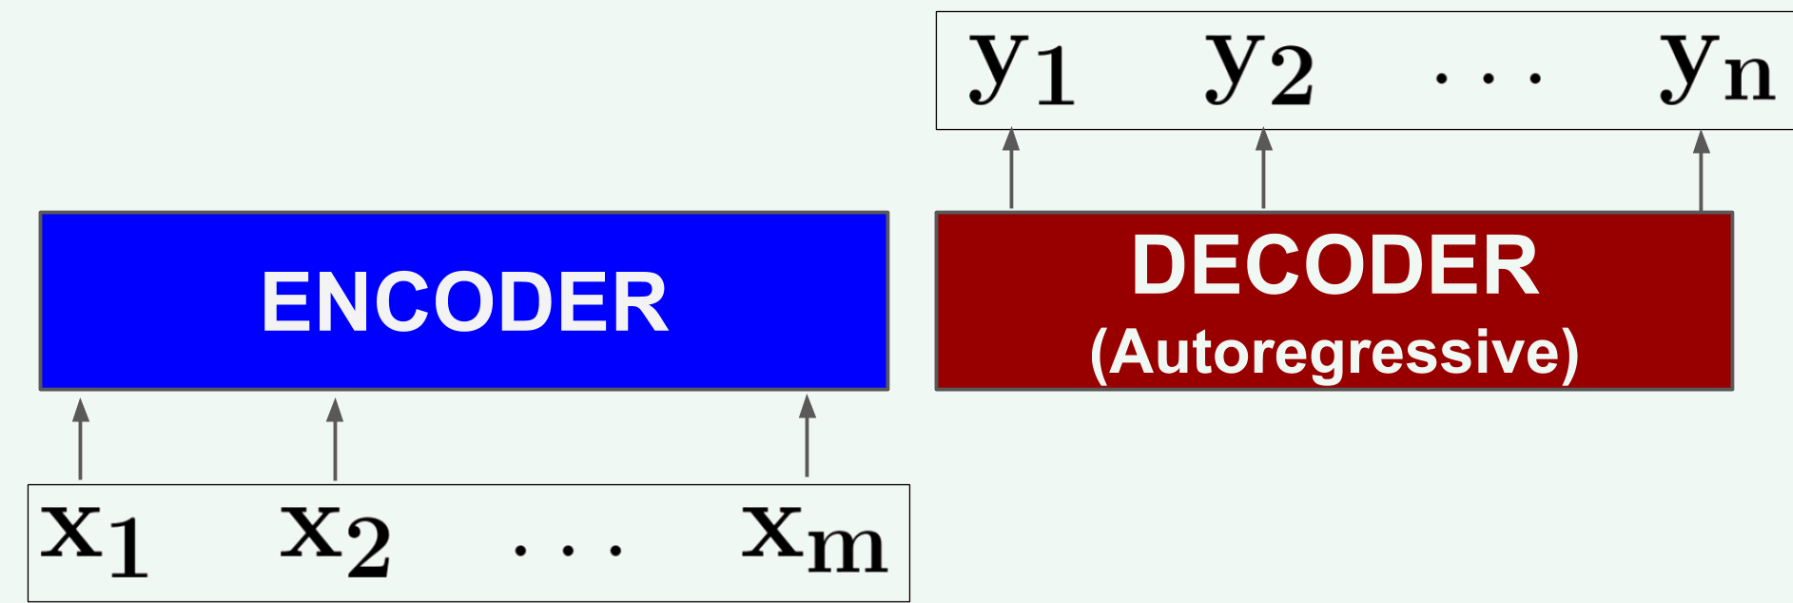 y₁ y₂ ... yₙ
ENCODER
DECODER
(Autoregressive)
x₁ x₂ ... xₘ